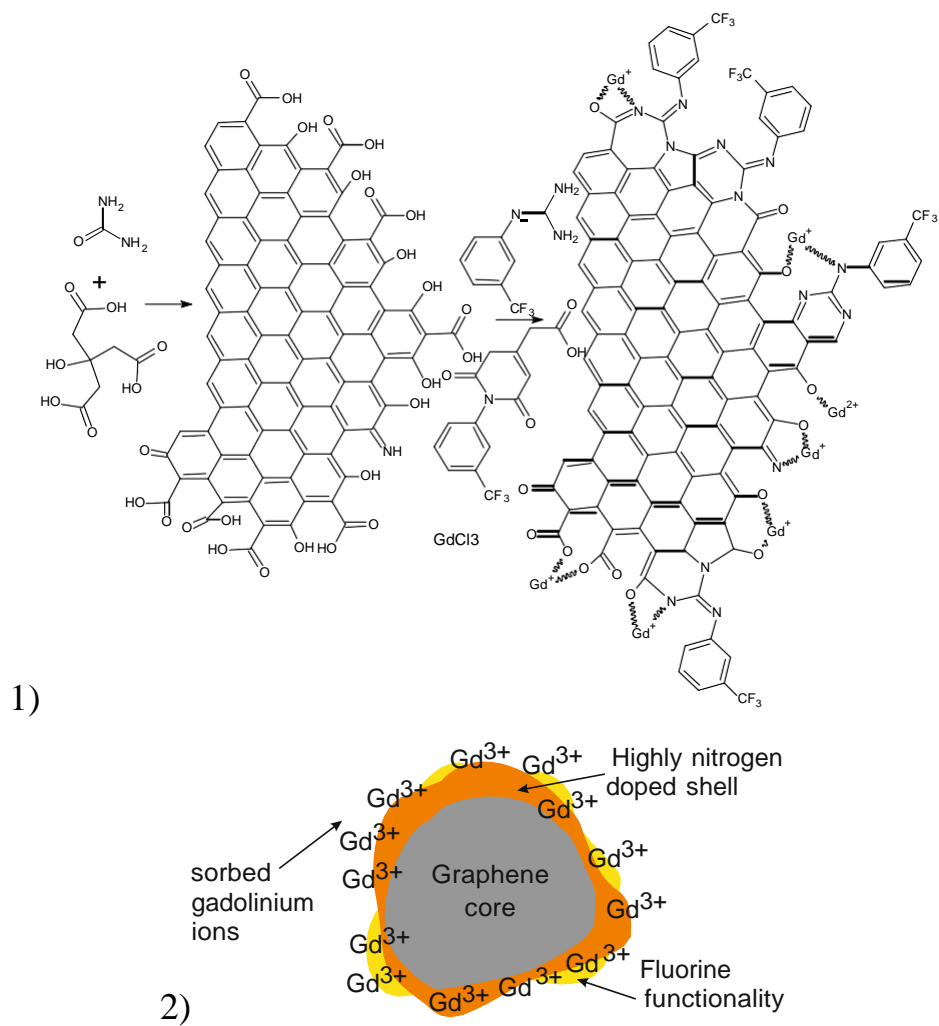 NH2
O
NH2
+
O
OH
HO
O
OH
O
HO
O
OH
OH
O
OH
OH
O
OH
OH
OH
O
OH
OH
OH
NH
OH
O
OH
O
O
OH
O
HO
O
OH
O
HO
OH
NH2
N
NH2
CF3
O
OH
O
N
O
CF3
GdCl3
CF3
Gd+
O
N
N
N
N
N
F3C
N
O
Gd+
O
N
CF3
N
N
O
Gd2+
O
N
Gd+
O
O
O
O
O
Gd+
O
Gd+
O
N
N
O
N
Gd+
N
CF3
1)
Gd3+
Gd3+
Highly nitrogen
doped shell
Gd3+
Gd3+
Gd3+
Gd3+
sorbed
gadolinium
ions
Gd3+
Graphene
core
Gd3+
Gd3+
Gd3+
Gd3+
Gd3+
Gd3+
Fluorine
functionality
2)